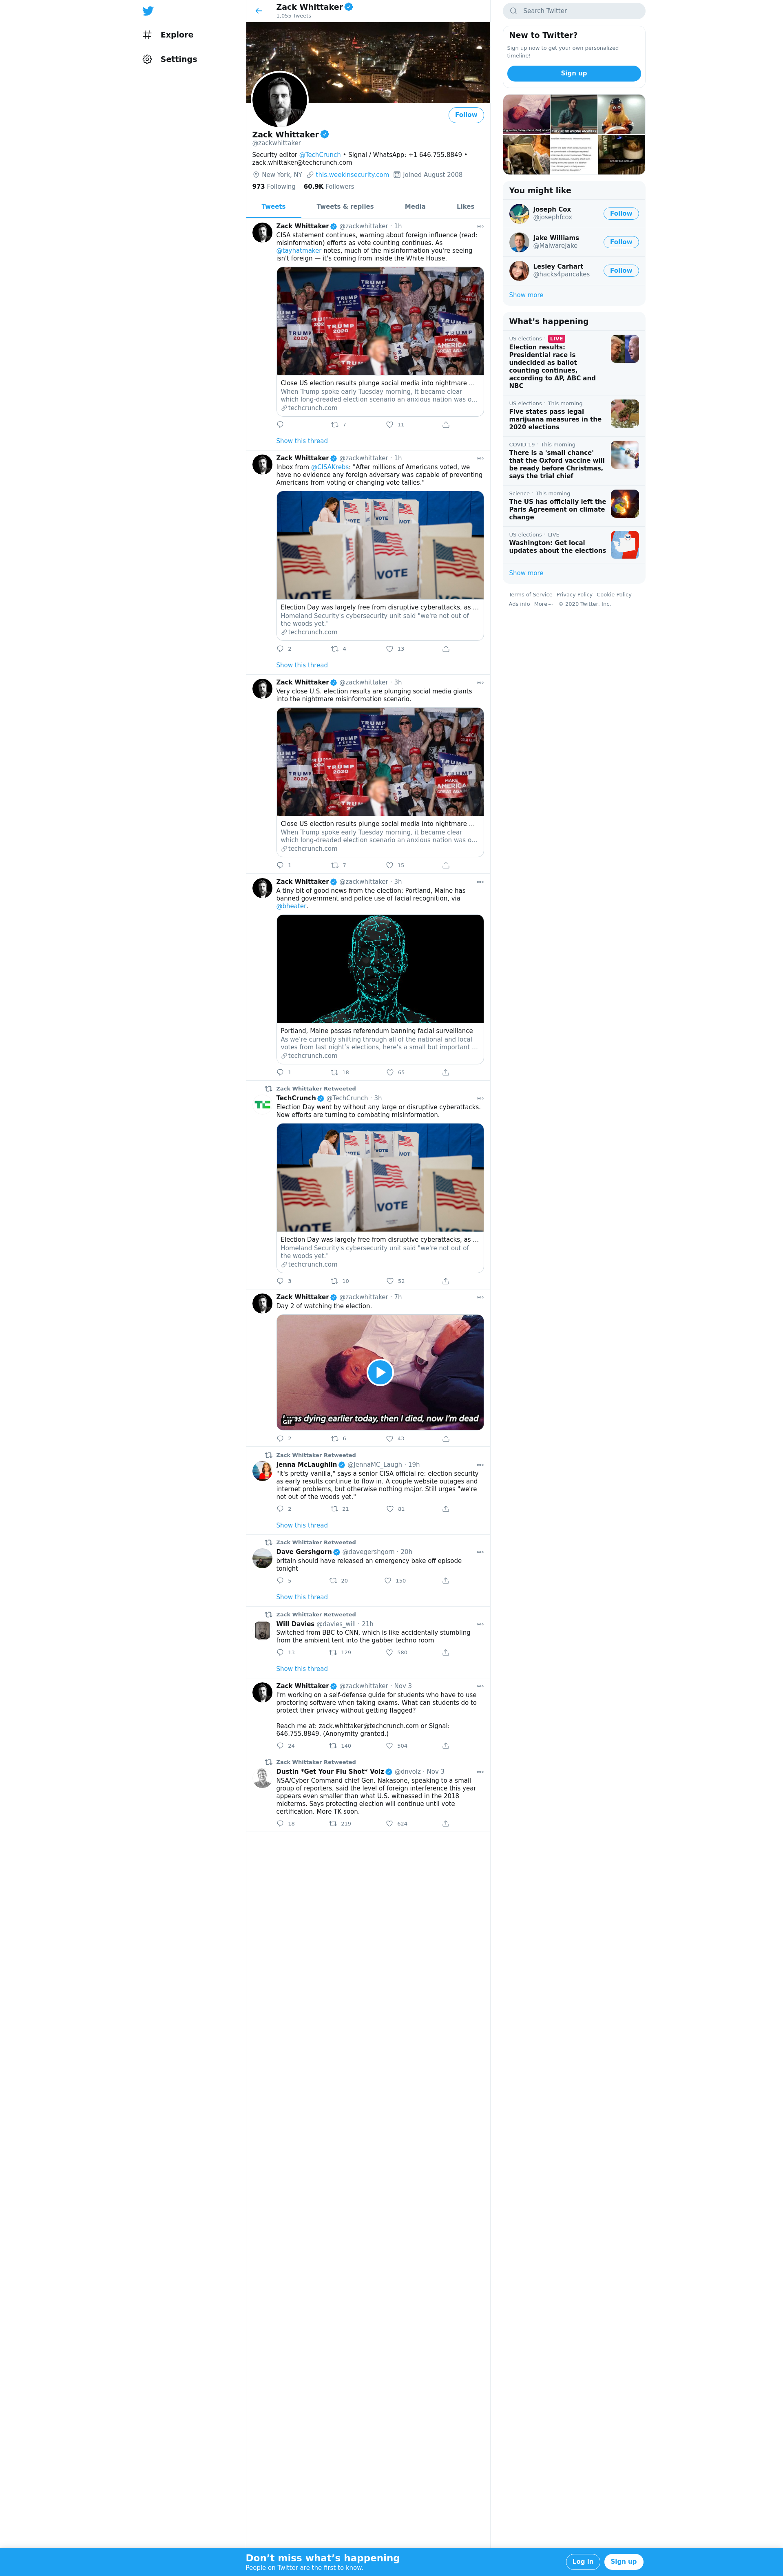 Explore
Settings
Zack Whittaker
1,055 Tweets
Follow
Zack Whittaker
@zackwhittaker
Security editor @TechCrunch • Signal / WhatsApp: +1 646.755.8849 •
zack.whittaker@techcrunch.com
New York, NY this.weekinsecurity.com Joined August 2008
973 Following 60.9K Followers
Tweets Tweets & replies Media Likes
Zack Whittaker @zackwhittaker · 1h
CISA statement continues, warning about foreign influence (read:
misinformation) efforts as vote counting continues. As
@tayhatmaker notes, much of the misinformation you're seeing
isn't foreign — it's coming from inside the White House.
TRUMP PENCE
TRUMP 2020
MAKE AMERICA GREAT AGAIN
Close US election results plunge social media into nightmare ...
When Trump spoke early Tuesday morning, it became clear
which long-dreaded election scenario an anxious nation was o...
techcrunch.com
7 11
Show this thread
Zack Whittaker @zackwhittaker · 1h
Inbox from @CISAKrebs: "After millions of Americans voted, we
have no evidence any foreign adversary was capable of preventing
Americans from voting or changing vote tallies."
VOTE VOTE VOTE
Election Day was largely free from disruptive cyberattacks, as ...
Homeland Security's cybersecurity unit said "we're not out of
the woods yet."
techcrunch.com
2 4 13
Show this thread
Zack Whittaker @zackwhittaker · 3h
Very close U.S. election results are plunging social media giants
into the nightmare misinformation scenario.
TRUMP PENCE
TRUMP 2020
MAKE AMERICA GREAT AGAIN
Close US election results plunge social media into nightmare ...
When Trump spoke early Tuesday morning, it became clear
which long-dreaded election scenario an anxious nation was o...
techcrunch.com
1 7 15
Zack Whittaker @zackwhittaker · 3h
A tiny bit of good news from the election: Portland, Maine has
banned government and police use of facial recognition, via
@bheater.
Portland, Maine passes referendum banning facial surveillance
As we're currently shifting through all of the national and local
votes from last night's elections, here's a small but important ...
techcrunch.com
1 18 65
Zack Whittaker Retweeted
TechCrunch @TechCrunch · 3h
Election Day went by without any large or disruptive cyberattacks.
Now efforts are turning to combating misinformation.
VOTE VOTE VOTE
Election Day was largely free from disruptive cyberattacks, as ...
Homeland Security's cybersecurity unit said "we're not out of
the woods yet."
techcrunch.com
3 10 52
Zack Whittaker @zackwhittaker · 7h
Day 2 of watching the election.
I was dying earlier today, then I died, now I'm dead
GIF
2 6 43
Zack Whittaker Retweeted
Jenna McLaughlin @JennaMC_Laugh · 19h
"It's pretty vanilla," says a senior CISA official re: election security
as early results continue to flow in. A couple website outages and
internet problems, but otherwise nothing major. Still urges "we're
not out of the woods yet."
2 21 81
Show this thread
Zack Whittaker Retweeted
Dave Gershgorn @davegershgorn · 20h
britain should have released an emergency bake off episode
tonight
5 20 150
Show this thread
Zack Whittaker Retweeted
Will Davies @davies_will · 21h
Switched from BBC to CNN, which is like accidentally stumbling
from the ambient tent into the gabber techno room
13 129 580
Show this thread
Zack Whittaker @zackwhittaker · Nov 3
I'm working on a self-defense guide for students who have to use
proctoring software when taking exams. What can students do to
protect their privacy without getting flagged?
Reach me at: zack.whittaker@techcrunch.com or Signal:
646.755.8849. (Anonymity granted.)
24 140 504
Zack Whittaker Retweeted
Dustin *Get Your Flu Shot* Volz @dnvolz · Nov 3
NSA/Cyber Command chief Gen. Nakasone, speaking to a small
group of reporters, said the level of foreign interference this year
appears even smaller than what U.S. witnessed in the 2018
midterms. Says protecting election will continue until vote
certification. More TK soon.
18 219 624
Search Twitter
New to Twitter?
Sign up now to get your own personalized
timeline!
Sign up
You might like
Joseph Cox
@josephfcox
Follow
Jake Williams
@MalwareJake
Follow
Lesley Carhart
@hacks4pancakes
Follow
Show more
What's happening
US elections · LIVE
Election results:
Presidential race is
undecided as ballot
counting continues,
according to AP, ABC and
NBC
US elections · This morning
Five states pass legal
marijuana measures in the
2020 elections
COVID-19 · This morning
There is a 'small chance'
that the Oxford vaccine will
be ready before Christmas,
says the trial chief
Science · This morning
The US has officially left the
Paris Agreement on climate
change
US elections · LIVE
Washington: Get local
updates about the elections
Show more
Terms of Service Privacy Policy Cookie Policy
Ads info More © 2020 Twitter, Inc.
Don't miss what's happening
People on Twitter are the first to know.
Log in
Sign up